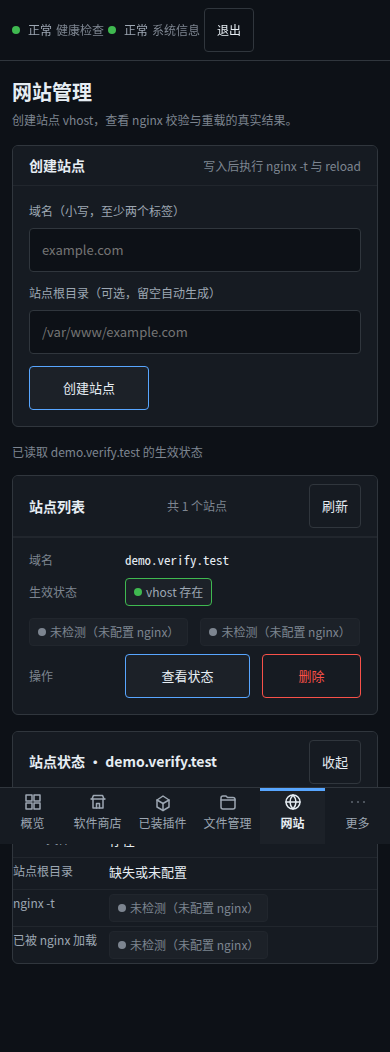 正常 健康检查 正常 系统信息 退出
网站管理
创建站点 vhost，查看 nginx 校验与重载的真实结果。
创建站点 写入后执行 nginx -t 与 reload
域名（小写，至少两个标签）
example.com
站点根目录（可选，留空自动生成）
/var/www/example.com
创建站点
已读取 demo.verify.test 的生效状态
站点列表 共 1 个站点 刷新
域名 demo.verify.test
生效状态 vhost 存在
未检测（未配置 nginx） 未检测（未配置 nginx）
操作 查看状态 删除
站点状态 · demo.verify.test 收起
概览 软件商店 已装插件 文件管理 网站 更多
站点根目录 缺失或未配置
nginx -t 未检测（未配置 nginx）
已被 nginx 加载 未检测（未配置 nginx）